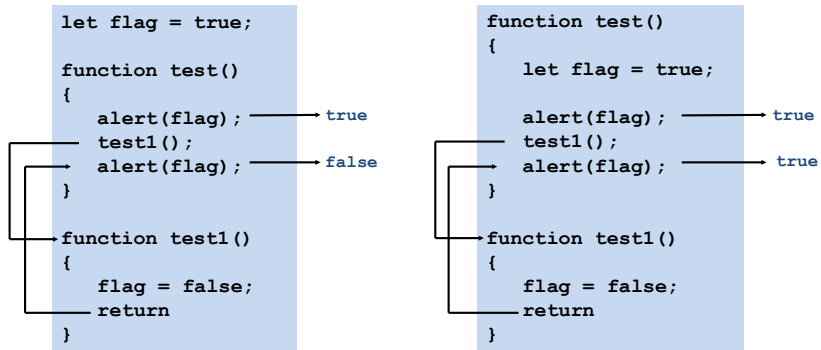 let flag = true;
function test()
{
alert(flag);
true
test1();
alert(flag);
false
}
function test1()
{
flag = false;
return
}
function test()
{
let flag = true;
alert(flag);
true
test1();
alert(flag);
true
}
function test1()
{
flag = false;
return
}